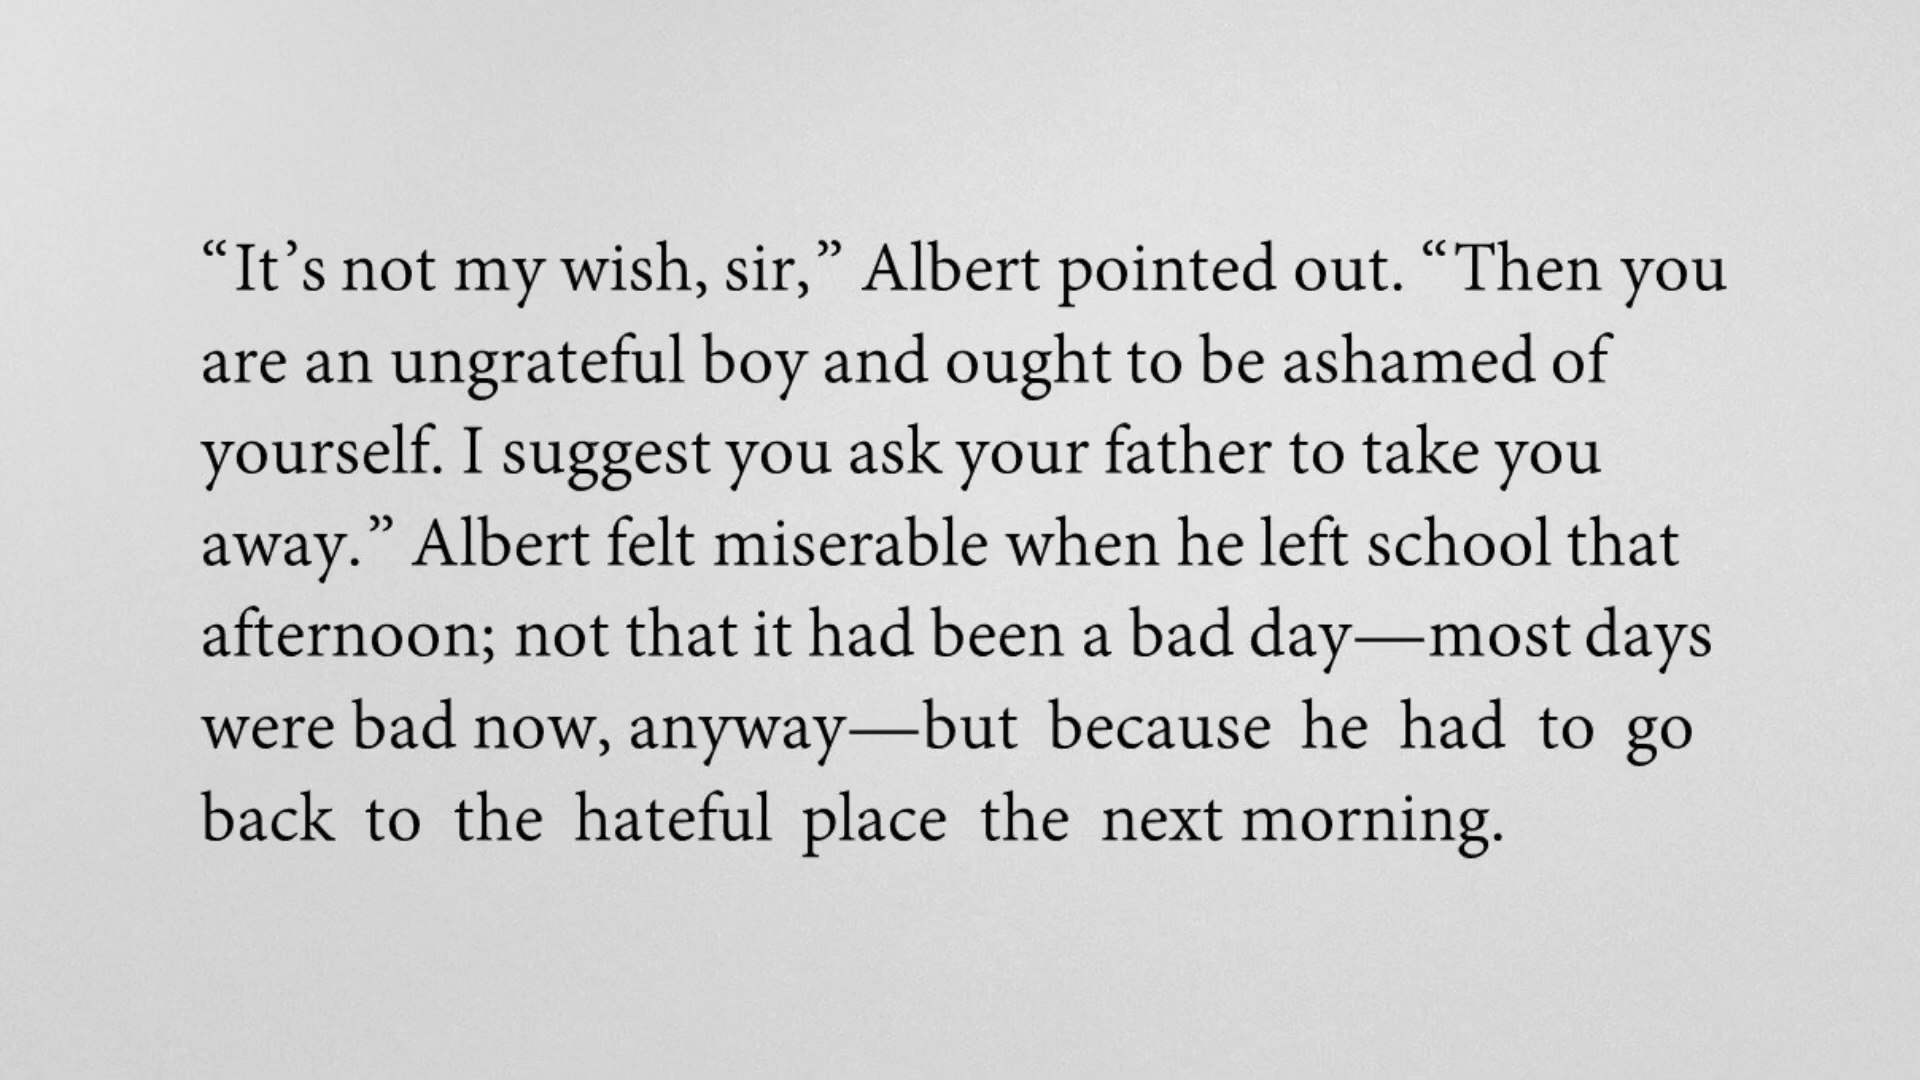 “It’s not my wish, sir,” Albert pointed out. “Then you
are an ungrateful boy and ought to be ashamed of
yourself. I suggest you ask your father to take you
away.” Albert felt miserable when he left school that
afternoon; not that it had been a bad day—most days
were bad now, anyway—but because he had to go
back to the hateful place the next morning.